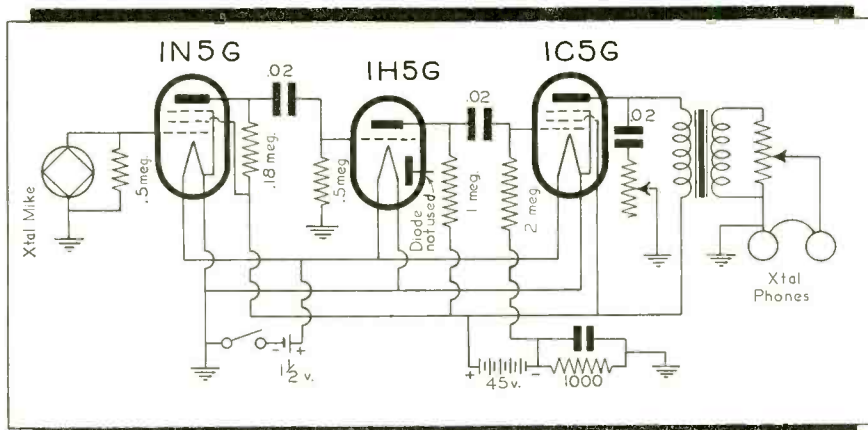 1N5G
1H5G
1C5G
.02
.02
.02
Xtal Mike
.5 meg.
.18 meg.
.5 meg
Diode
not used
1 meg.
2 meg.
Xtal
Phones
- +
1½ v.
+ -
45v.
1000